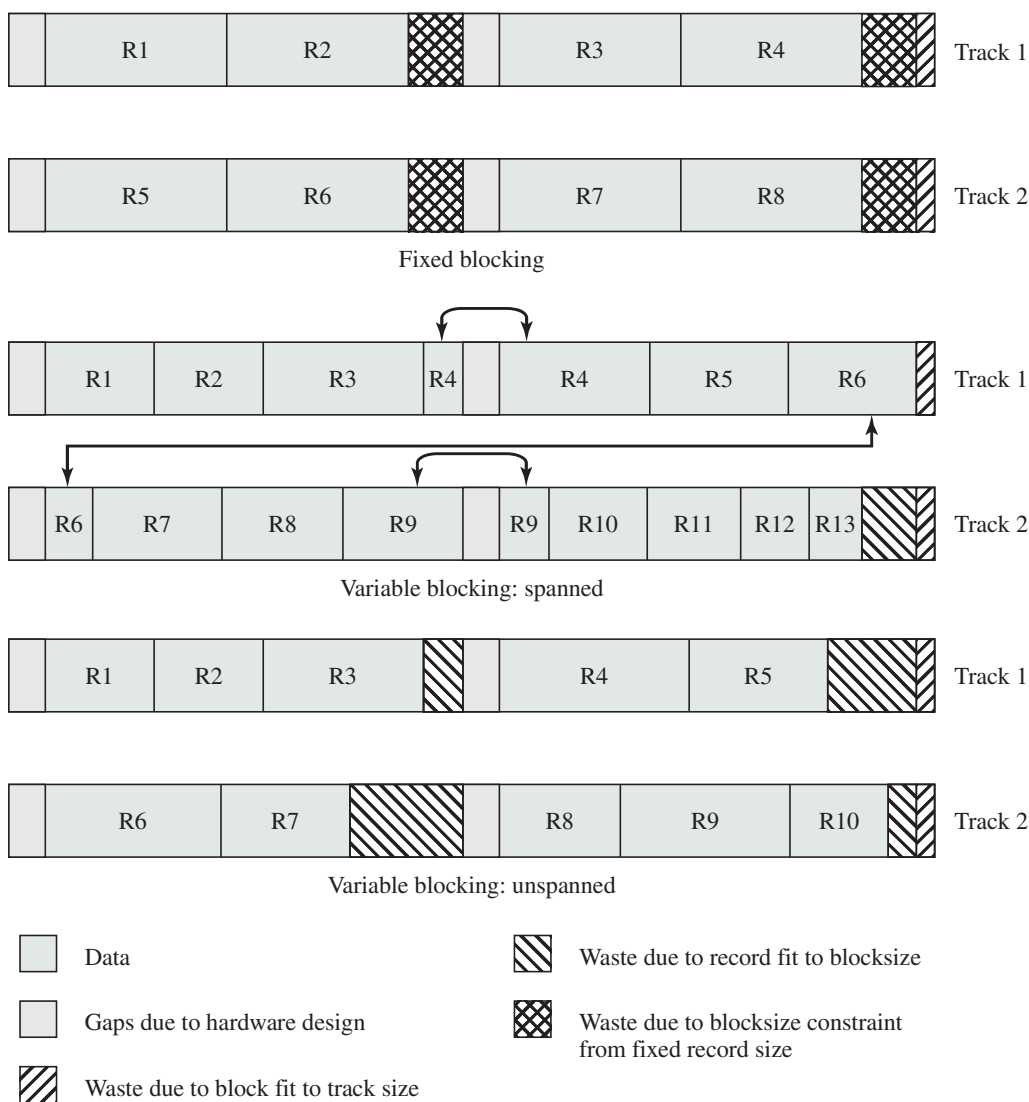 R1 R2 R3 R4 Track 1
R5 R6 R7 R8 Track 2
Fixed blocking
R1 R2 R3 R4 R4 R5 R6 Track 1
R6 R7 R8 R9 R9 R10 R11 R12 R13 Track 2
Variable blocking: spanned
R1 R2 R3 R4 R5 Track 1
R6 R7 R8 R9 R10 Track 2
Variable blocking: unspanned
Data
Waste due to record fit to blocksize
Gaps due to hardware design
Waste due to blocksize constraint
from fixed record size
Waste due to block fit to track size